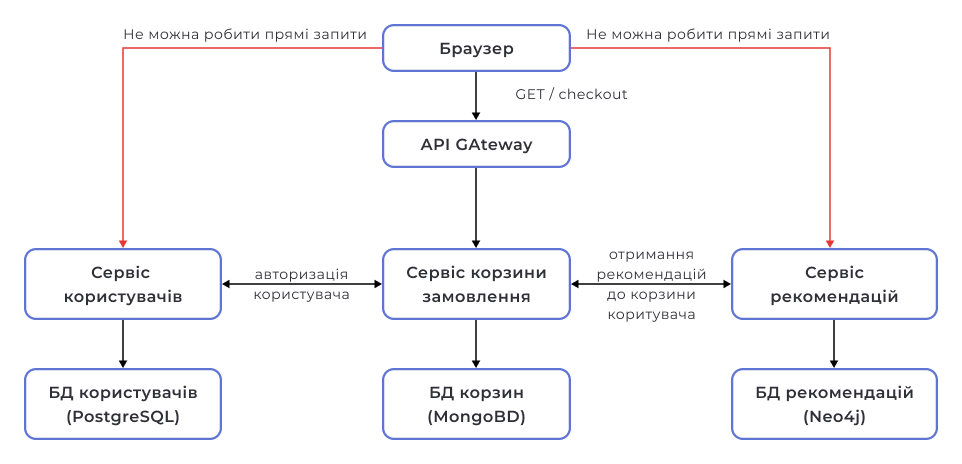 Не можна робити прямі запити
Браузер
Не можна робити прямі запити
GET / checkout
API GAteway
Сервіс
користувачів
авторизація
користувача
Сервіс корзини
замовлення
отримання
рекомендацій
до корзини
коритувача
Сервіс
рекомендацій
БД користувачів
(PostgreSQL)
БД корзин
(MongoBD)
БД рекомендацій
(Neo4j)